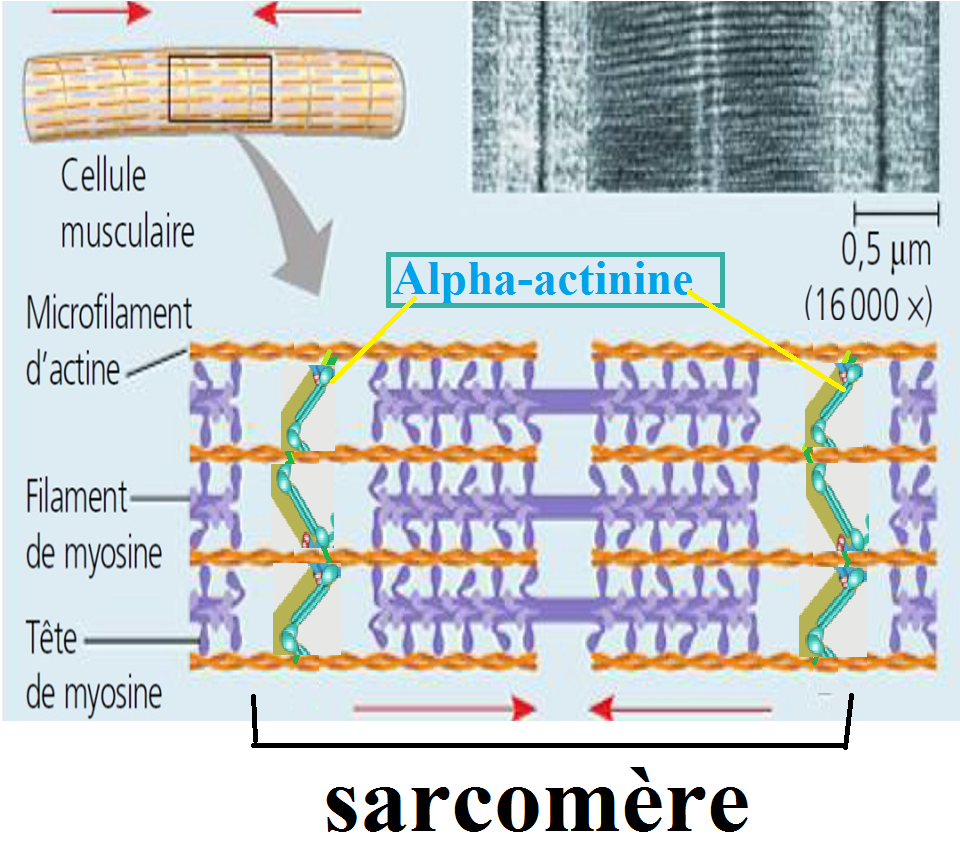 Cellule
musculaire
0,5 µm
(16 000 x)
Alpha-actinine
Microfilament
d'actine
Filament
de myosine
Tête
de myosine
sarcomère